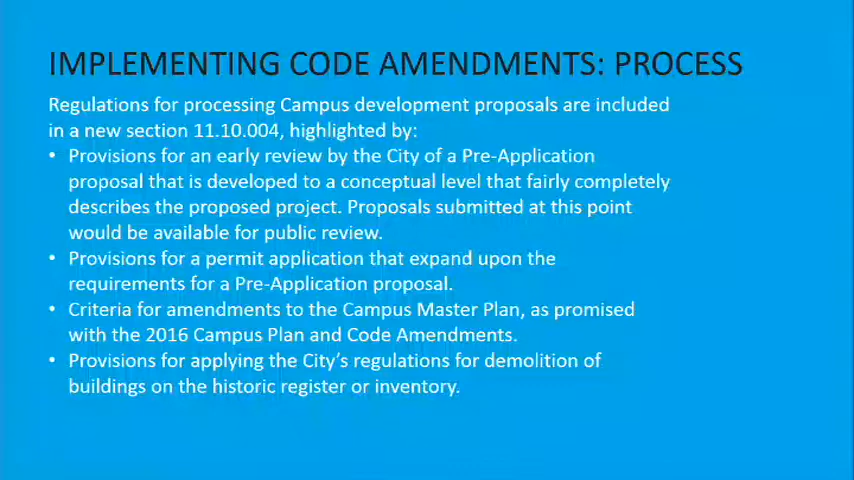 IMPLEMENTING CODE AMENDMENTS: PROCESS
Regulations for processing Campus development proposals are included
in a new section 11.10.004, highlighted by:
• Provisions for an early review by the City of a Pre-Application
proposal that is developed to a conceptual level that fairly completely
describes the proposed project. Proposals submitted at this point
would be available for public review.
• Provisions for a permit application that expand upon the
requirements for a Pre-Application proposal.
• Criteria for amendments to the Campus Master Plan, as promised
with the 2016 Campus Plan and Code Amendments.
• Provisions for applying the City's regulations for demolition of
buildings on the historic register or inventory.